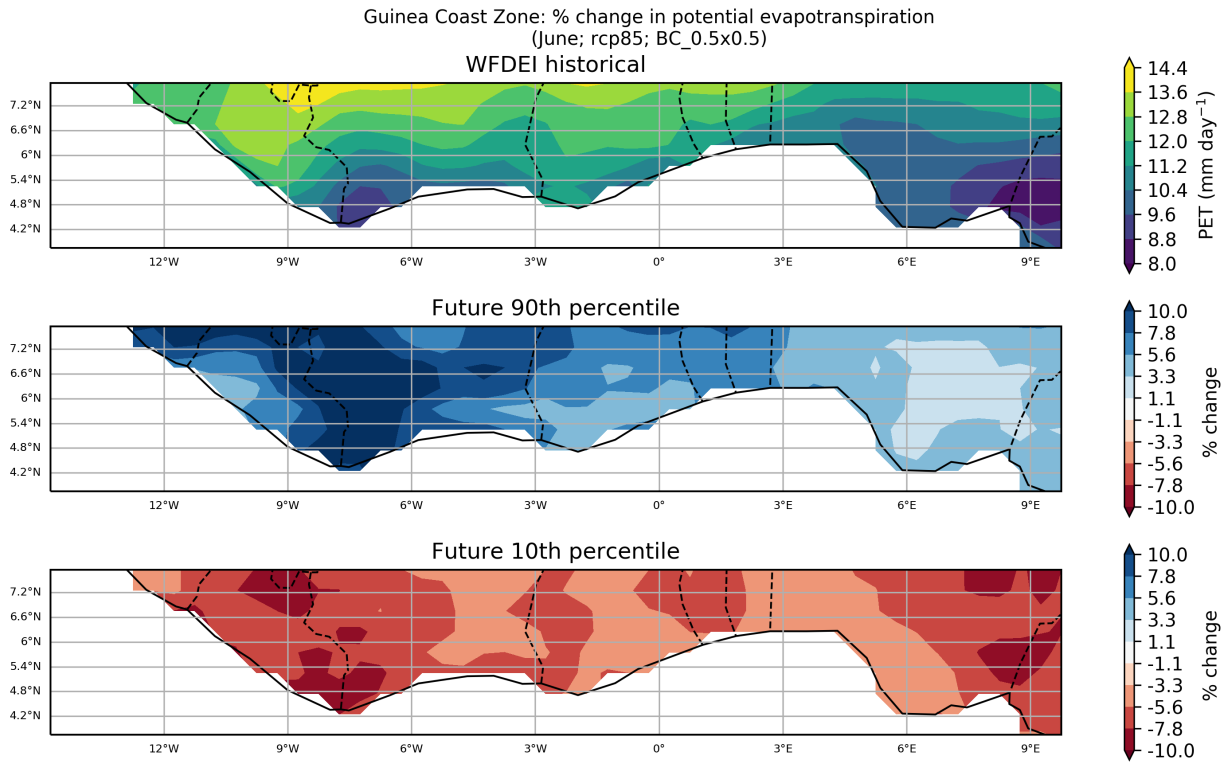 Guinea Coast Zone: % change in potential evapotranspiration
(June; rcp85; BC_0.5x0.5)
WFDEI historical
7.2°N
6.6°N
6°N
5.4°N
4.8°N
4.2°N
12°W 9°W 6°W 3°W 0° 3°E 6°E 9°E
14.4
13.6
12.8
12.0
11.2
10.4
9.6
8.8
8.0
PET (mm day⁻¹)
Future 90th percentile
7.2°N
6.6°N
6°N
5.4°N
4.8°N
4.2°N
12°W 9°W 6°W 3°W 0° 3°E 6°E 9°E
10.0
7.8
5.6
3.3
1.1
-1.1
-3.3
-5.6
-7.8
-10.0
% change
Future 10th percentile
7.2°N
6.6°N
6°N
5.4°N
4.8°N
4.2°N
12°W 9°W 6°W 3°W 0° 3°E 6°E 9°E
10.0
7.8
5.6
3.3
1.1
-1.1
-3.3
-5.6
-7.8
-10.0
% change